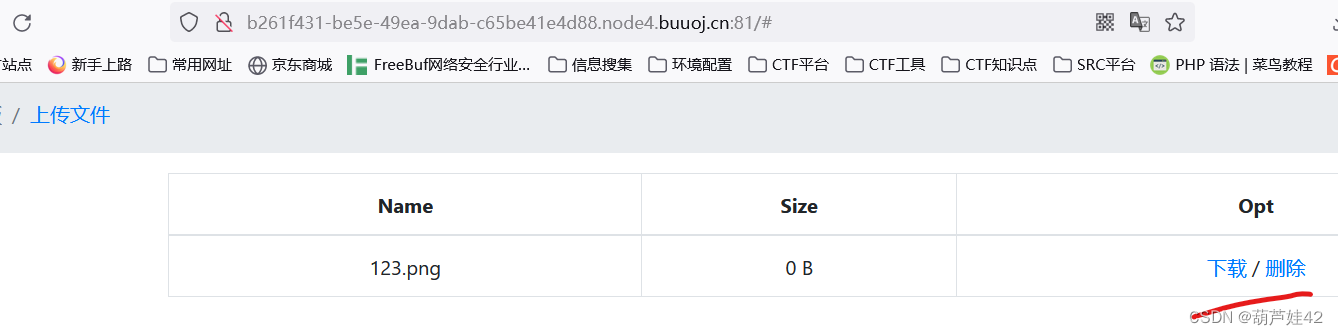 b261f431-be5e-49ea-9dab-c65be41e4d88.node4.buuoj.cn:81/#
站点 新手上路 常用网址 京东商城 FreeBuf网络安全行业... 信息搜集 环境配置 CTF平台 CTF工具 CTF知识点 SRC平台 PHP 语法 | 菜鸟教程
/ 上传文件
Name Size Opt
123.png 0 B 下载 / 删除
CSDN @葫芦娃42